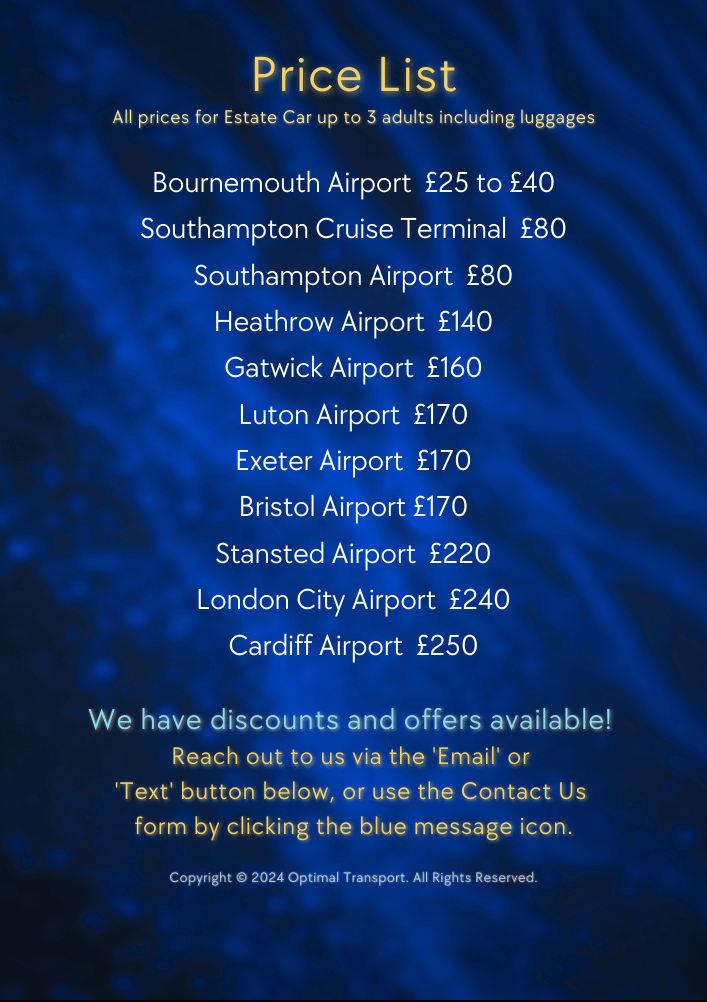 Price List
All prices for Estate Car up to 3 adults including luggages
Bournemouth Airport £25 to £40
Southampton Cruise Terminal £80
Southampton Airport £80
Heathrow Airport £140
Gatwick Airport £160
Luton Airport £170
Exeter Airport £170
Bristol Airport £170
Stansted Airport £220
London City Airport £240
Cardiff Airport £250
We have discounts and offers available!
Reach out to us via the 'Email' or
'Text' button below, or use the Contact Us
form by clicking the blue message icon.
Copyright © 2024 Optimal Transport. All Rights Reserved.